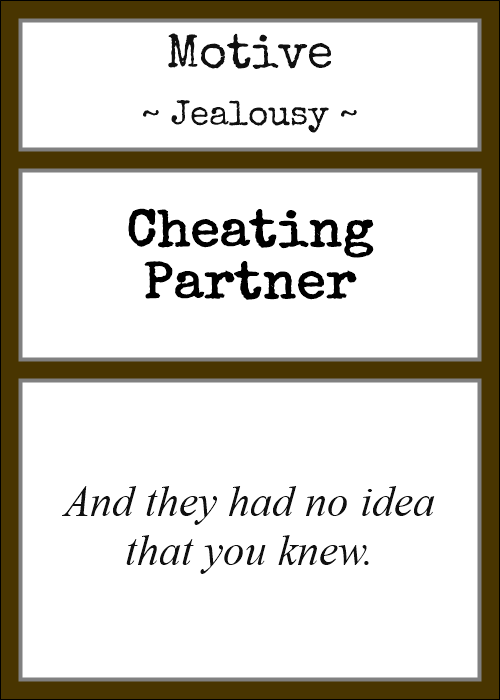 Motive
~ Jealousy ~
Cheating
Partner
And they had no idea
that you knew.